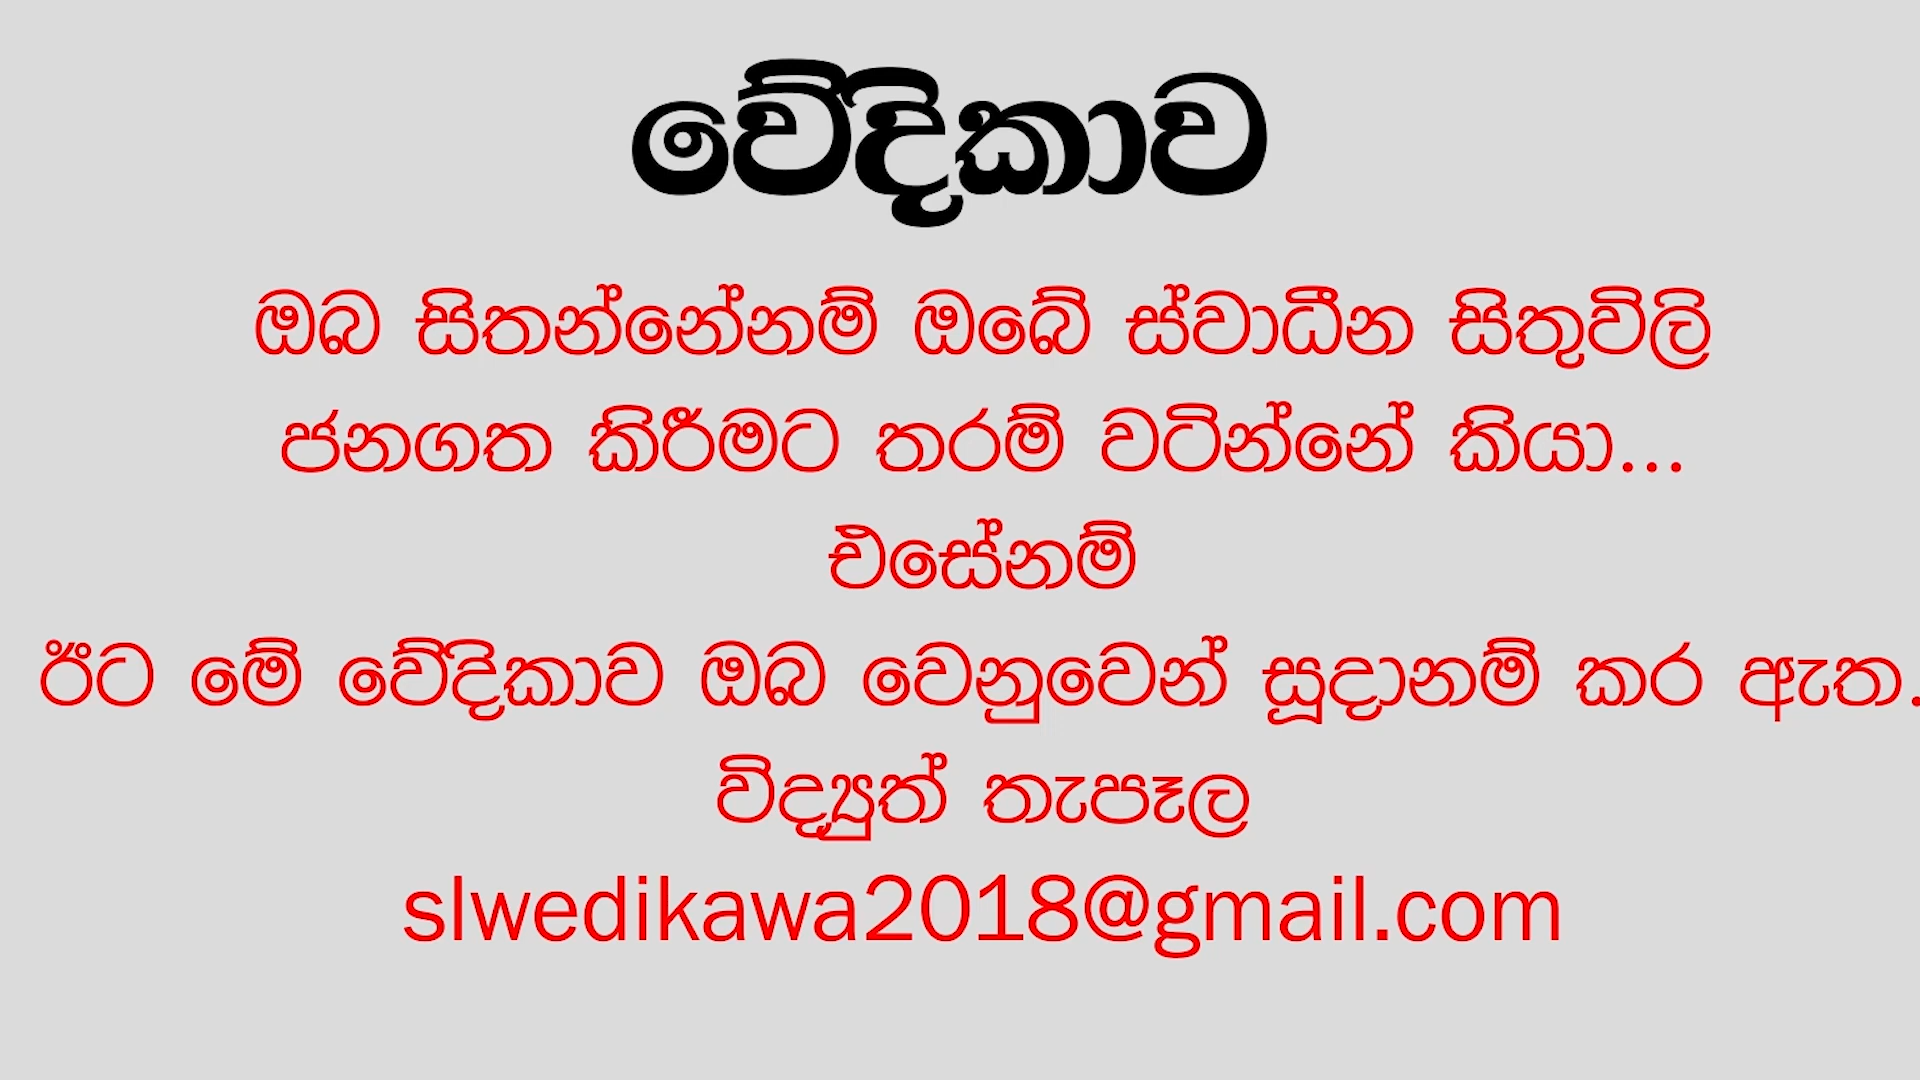 වේදිකාව
ඔබ සිතන්නේනම් ඔබේ ස්වාධීන සිතුවිලි
ජනගත කිරීමට තරම් වටින්නේ කියා...
එසේනම්
ඊට මේ වේදිකාව ඔබ වෙනුවෙන් සූදානම් කර ඇත.
විද්‍යුත් තැපෑල
slwedikawa2018@gmail.com